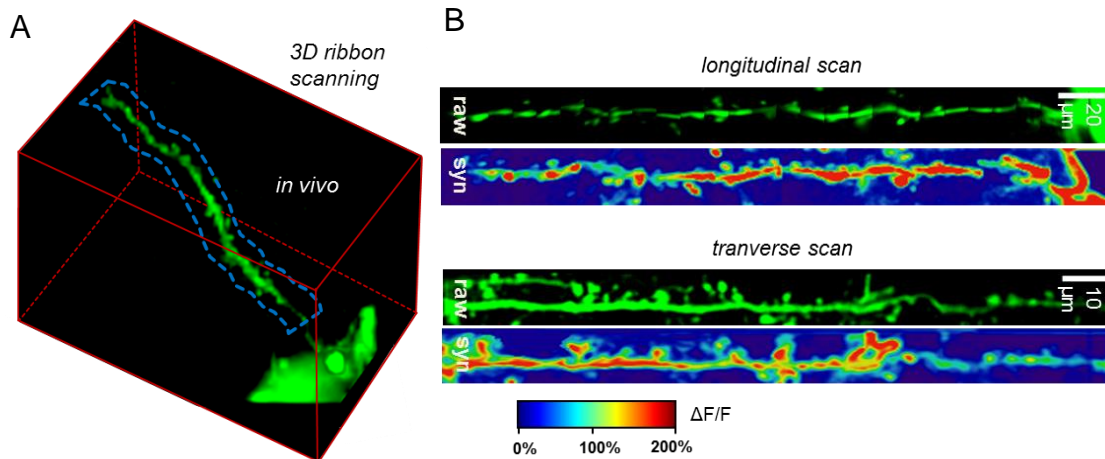 A
3D ribbon
scanning
in vivo
B
longitudinal scan
raw
20
µm
syn
tranverse scan
raw
10
µm
syn
ΔF/F
0%
100%
200%